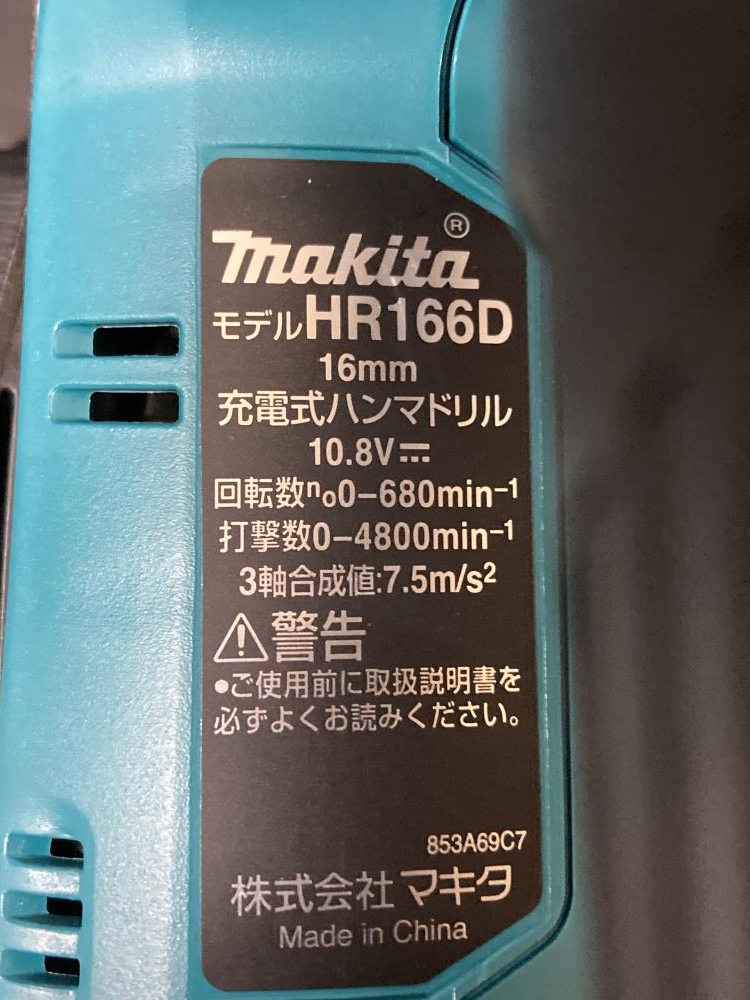 makita®
モデルHR166D
16mm
充電式ハンマドリル
10.8V⎓
回転数n₀0-680min⁻¹
打撃数0-4800min⁻¹
3軸合成値:7.5m/s²
⚠警告
●ご使用前に取扱説明書を
必ずよくお読みください。
853A69C7
株式会社マキタ
Made in China